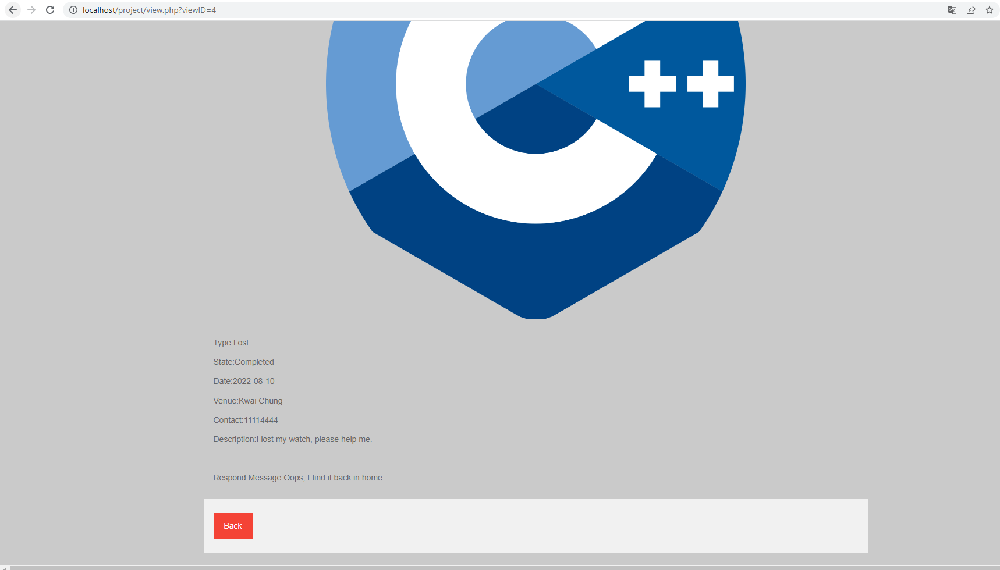 localhost/project/view.php?viewID=4
++
Type:Lost
State:Completed
Date:2022-08-10
Venue:Kwai Chung
Contact:11114444
Description:I lost my watch, please help me.
Respond Message:Oops, I find it back in home
Back